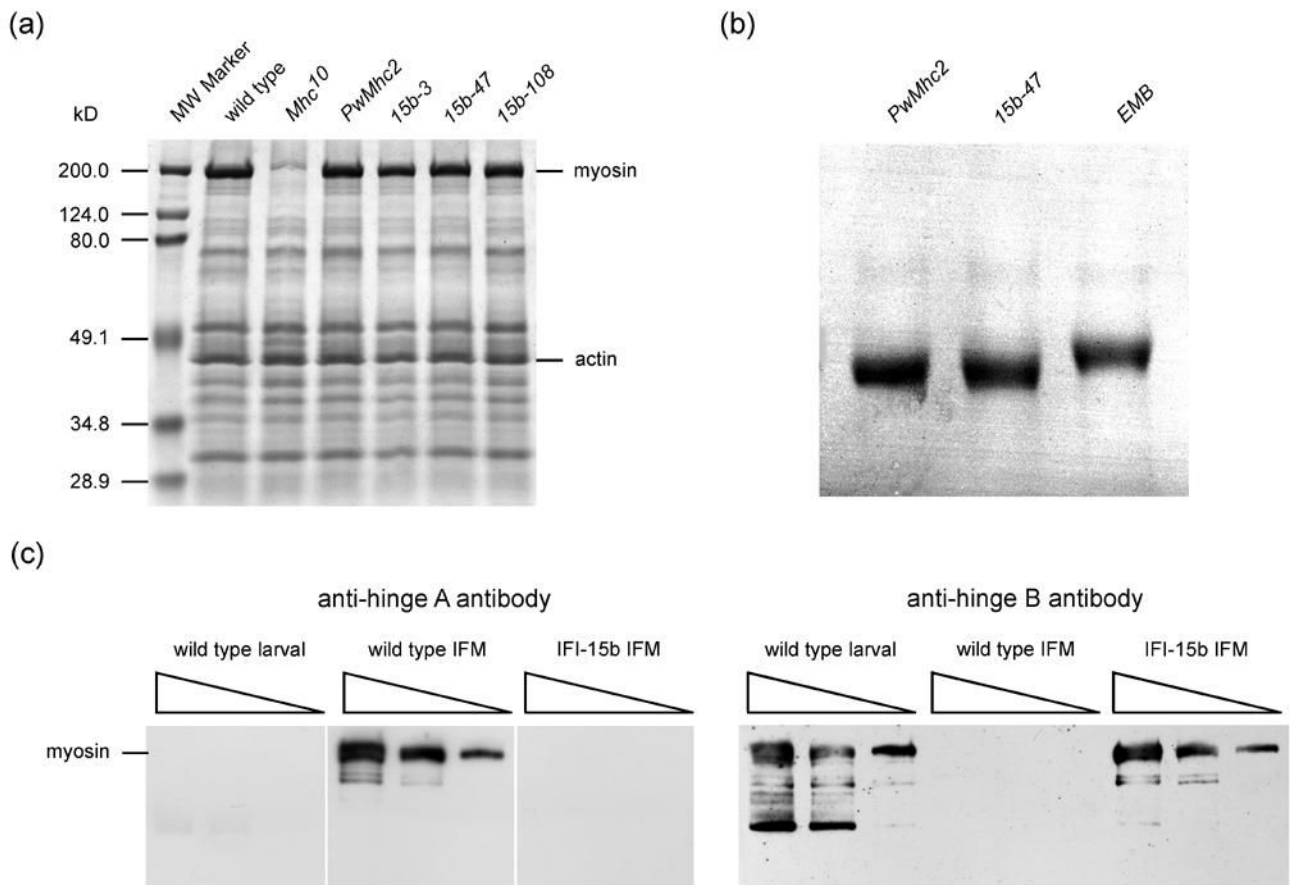 (a)
kD
MW Marker
wild type
Mhc10
PwMhc2
15b-3
15b-47
15b-108
200.0
124.0
80.0
49.1
34.8
28.9
myosin
actin
(b)
PwMhc2
15b-47
EMB
(c)
anti-hinge A antibody
wild type larval
wild type IFM
IFI-15b IFM
myosin
anti-hinge B antibody
wild type larval
wild type IFM
IFI-15b IFM